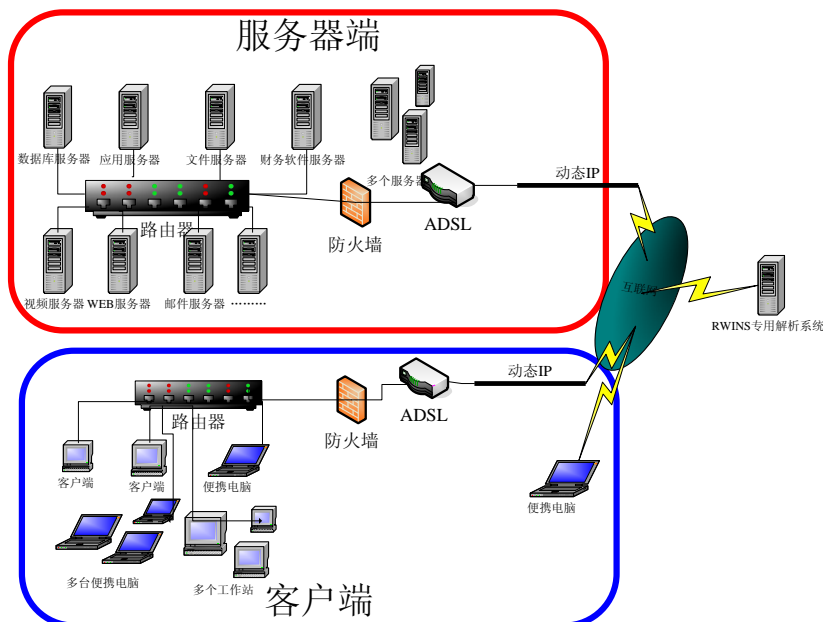 服务器端
数据库服务器
应用服务器
文件服务器
财务软件服务器
多个服务器
动态IP
路由器
防火墙
ADSL
视频服务器
WEB服务器
邮件服务器
………
互联网
RWINS专用解析系统
动态IP
路由器
防火墙
ADSL
客户端
客户端
便携电脑
便携电脑
多台便携电脑
多个工作站
客户端